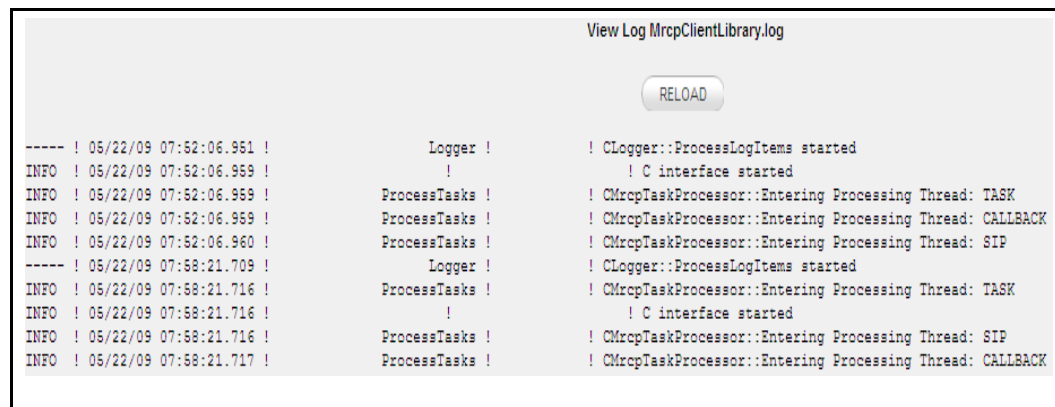 View Log MrcpClientLibrary.log
RELOAD
----- ! 05/22/09 07:52:06.951 ! Logger ! ! CLogger::ProcessLogItems started
INFO ! 05/22/09 07:52:06.959 ! ! ! C interface started
INFO ! 05/22/09 07:52:06.959 ! ProcessTasks ! ! CMrcpTaskProcessor::Entering Processing Thread: TASK
INFO ! 05/22/09 07:52:06.959 ! ProcessTasks ! ! CMrcpTaskProcessor::Entering Processing Thread: CALLBACK
INFO ! 05/22/09 07:52:06.960 ! ProcessTasks ! ! CMrcpTaskProcessor::Entering Processing Thread: SIP
----- ! 05/22/09 07:58:21.709 ! Logger ! ! CLogger::ProcessLogItems started
INFO ! 05/22/09 07:58:21.716 ! ProcessTasks ! ! CMrcpTaskProcessor::Entering Processing Thread: TASK
INFO ! 05/22/09 07:58:21.716 ! ! ! C interface started
INFO ! 05/22/09 07:58:21.716 ! ProcessTasks ! ! CMrcpTaskProcessor::Entering Processing Thread: SIP
INFO ! 05/22/09 07:58:21.717 ! ProcessTasks ! ! CMrcpTaskProcessor::Entering Processing Thread: CALLBACK